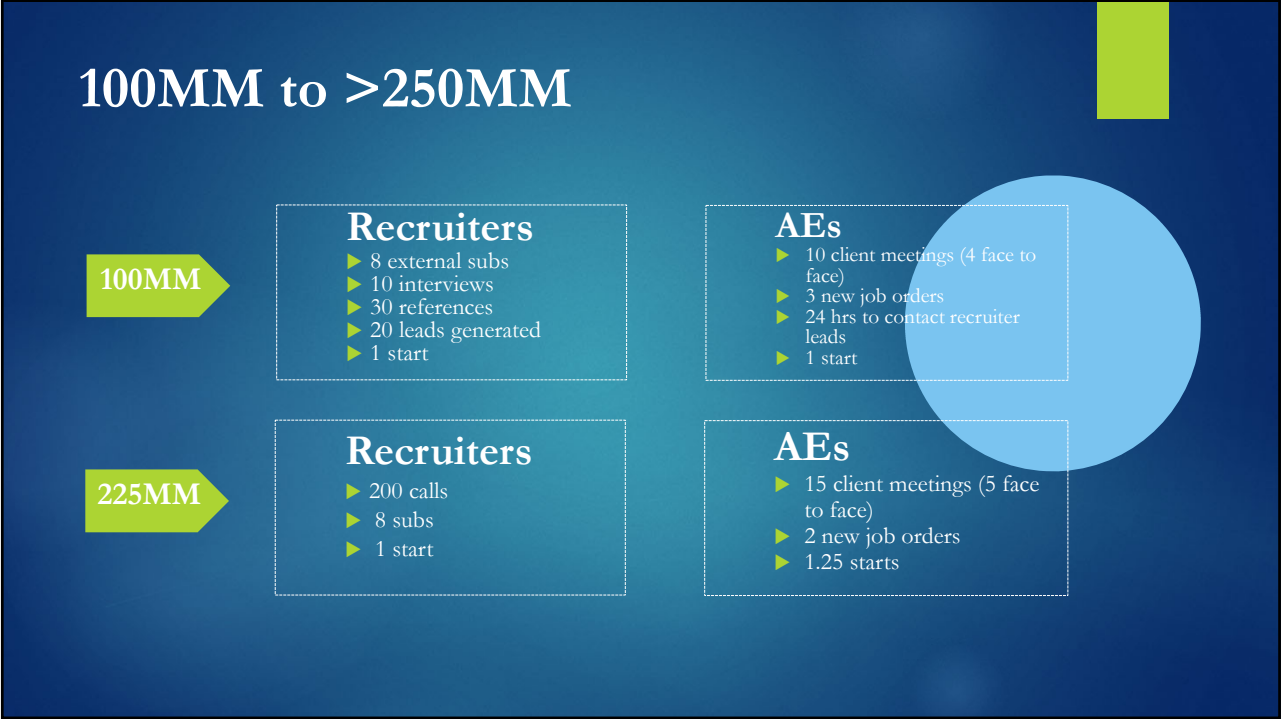 100MM to >250MM
100MM
Recruiters
8 external subs
10 interviews
30 references
20 leads generated
1 start
AEs
10 client meetings (4 face to
face)
3 new job orders
24 hrs to contact recruiter
leads
1 start
225MM
Recruiters
200 calls
8 subs
1 start
AEs
15 client meetings (5 face
to face)
2 new job orders
1.25 starts